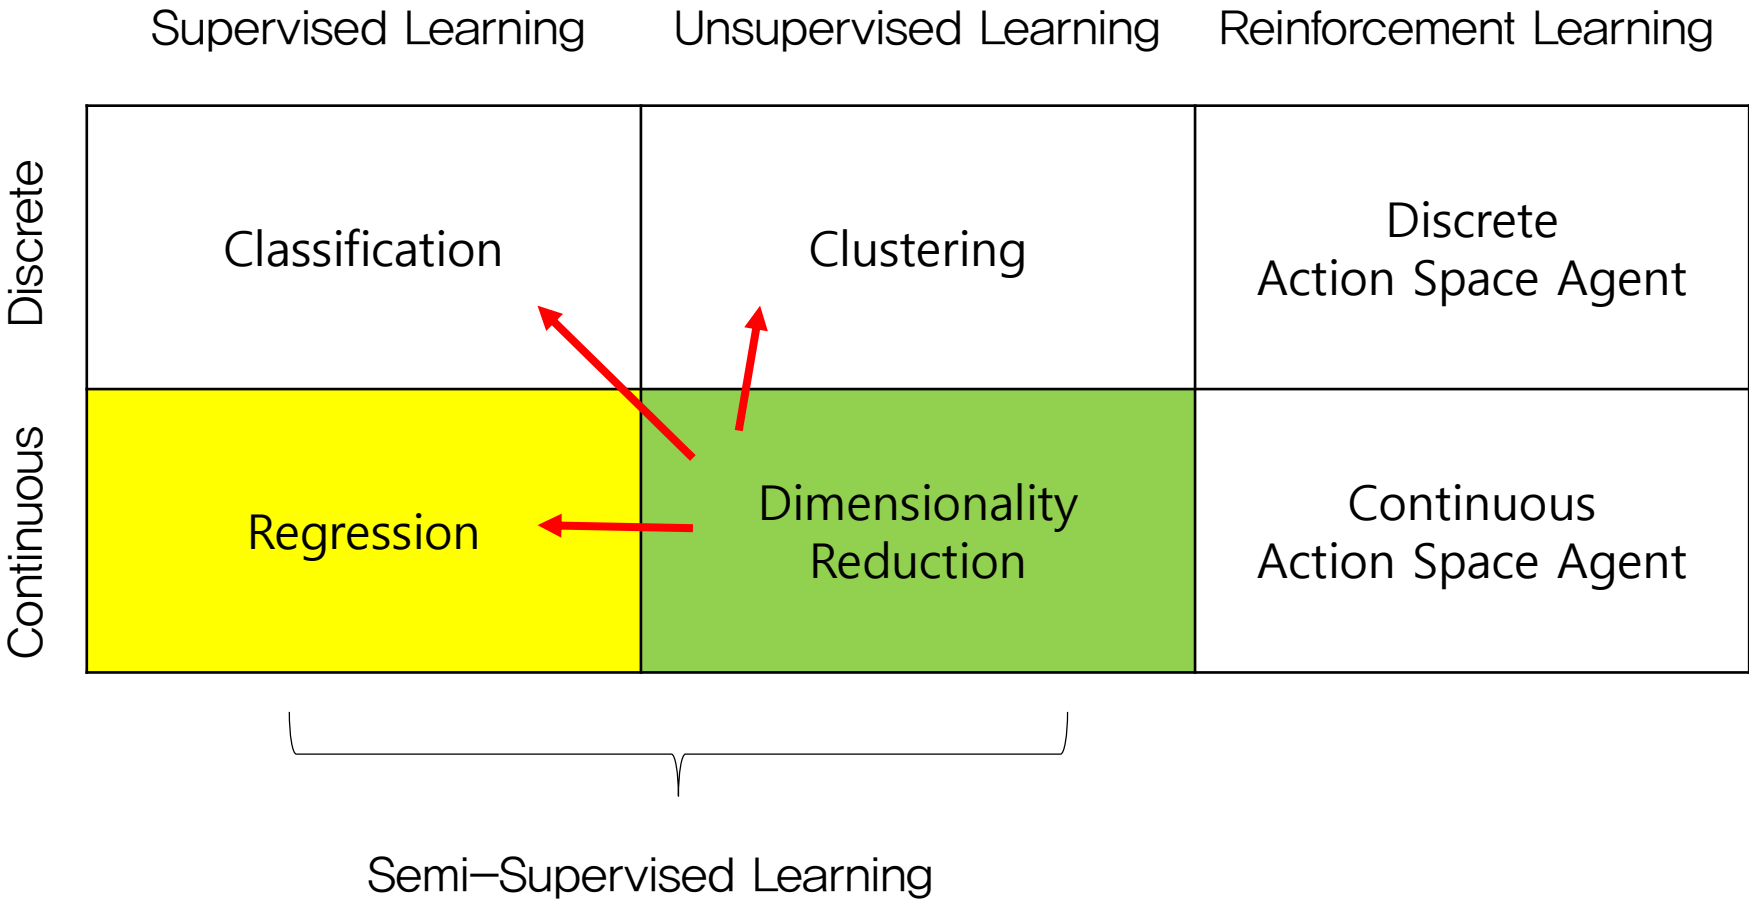 Supervised Learning
Unsupervised Learning
Reinforcement Learning
Discrete
Classification
Clustering
Discrete
Action Space Agent
Continuous
Regression
Dimensionality
Reduction
Continuous
Action Space Agent
Semi-Supervised Learning